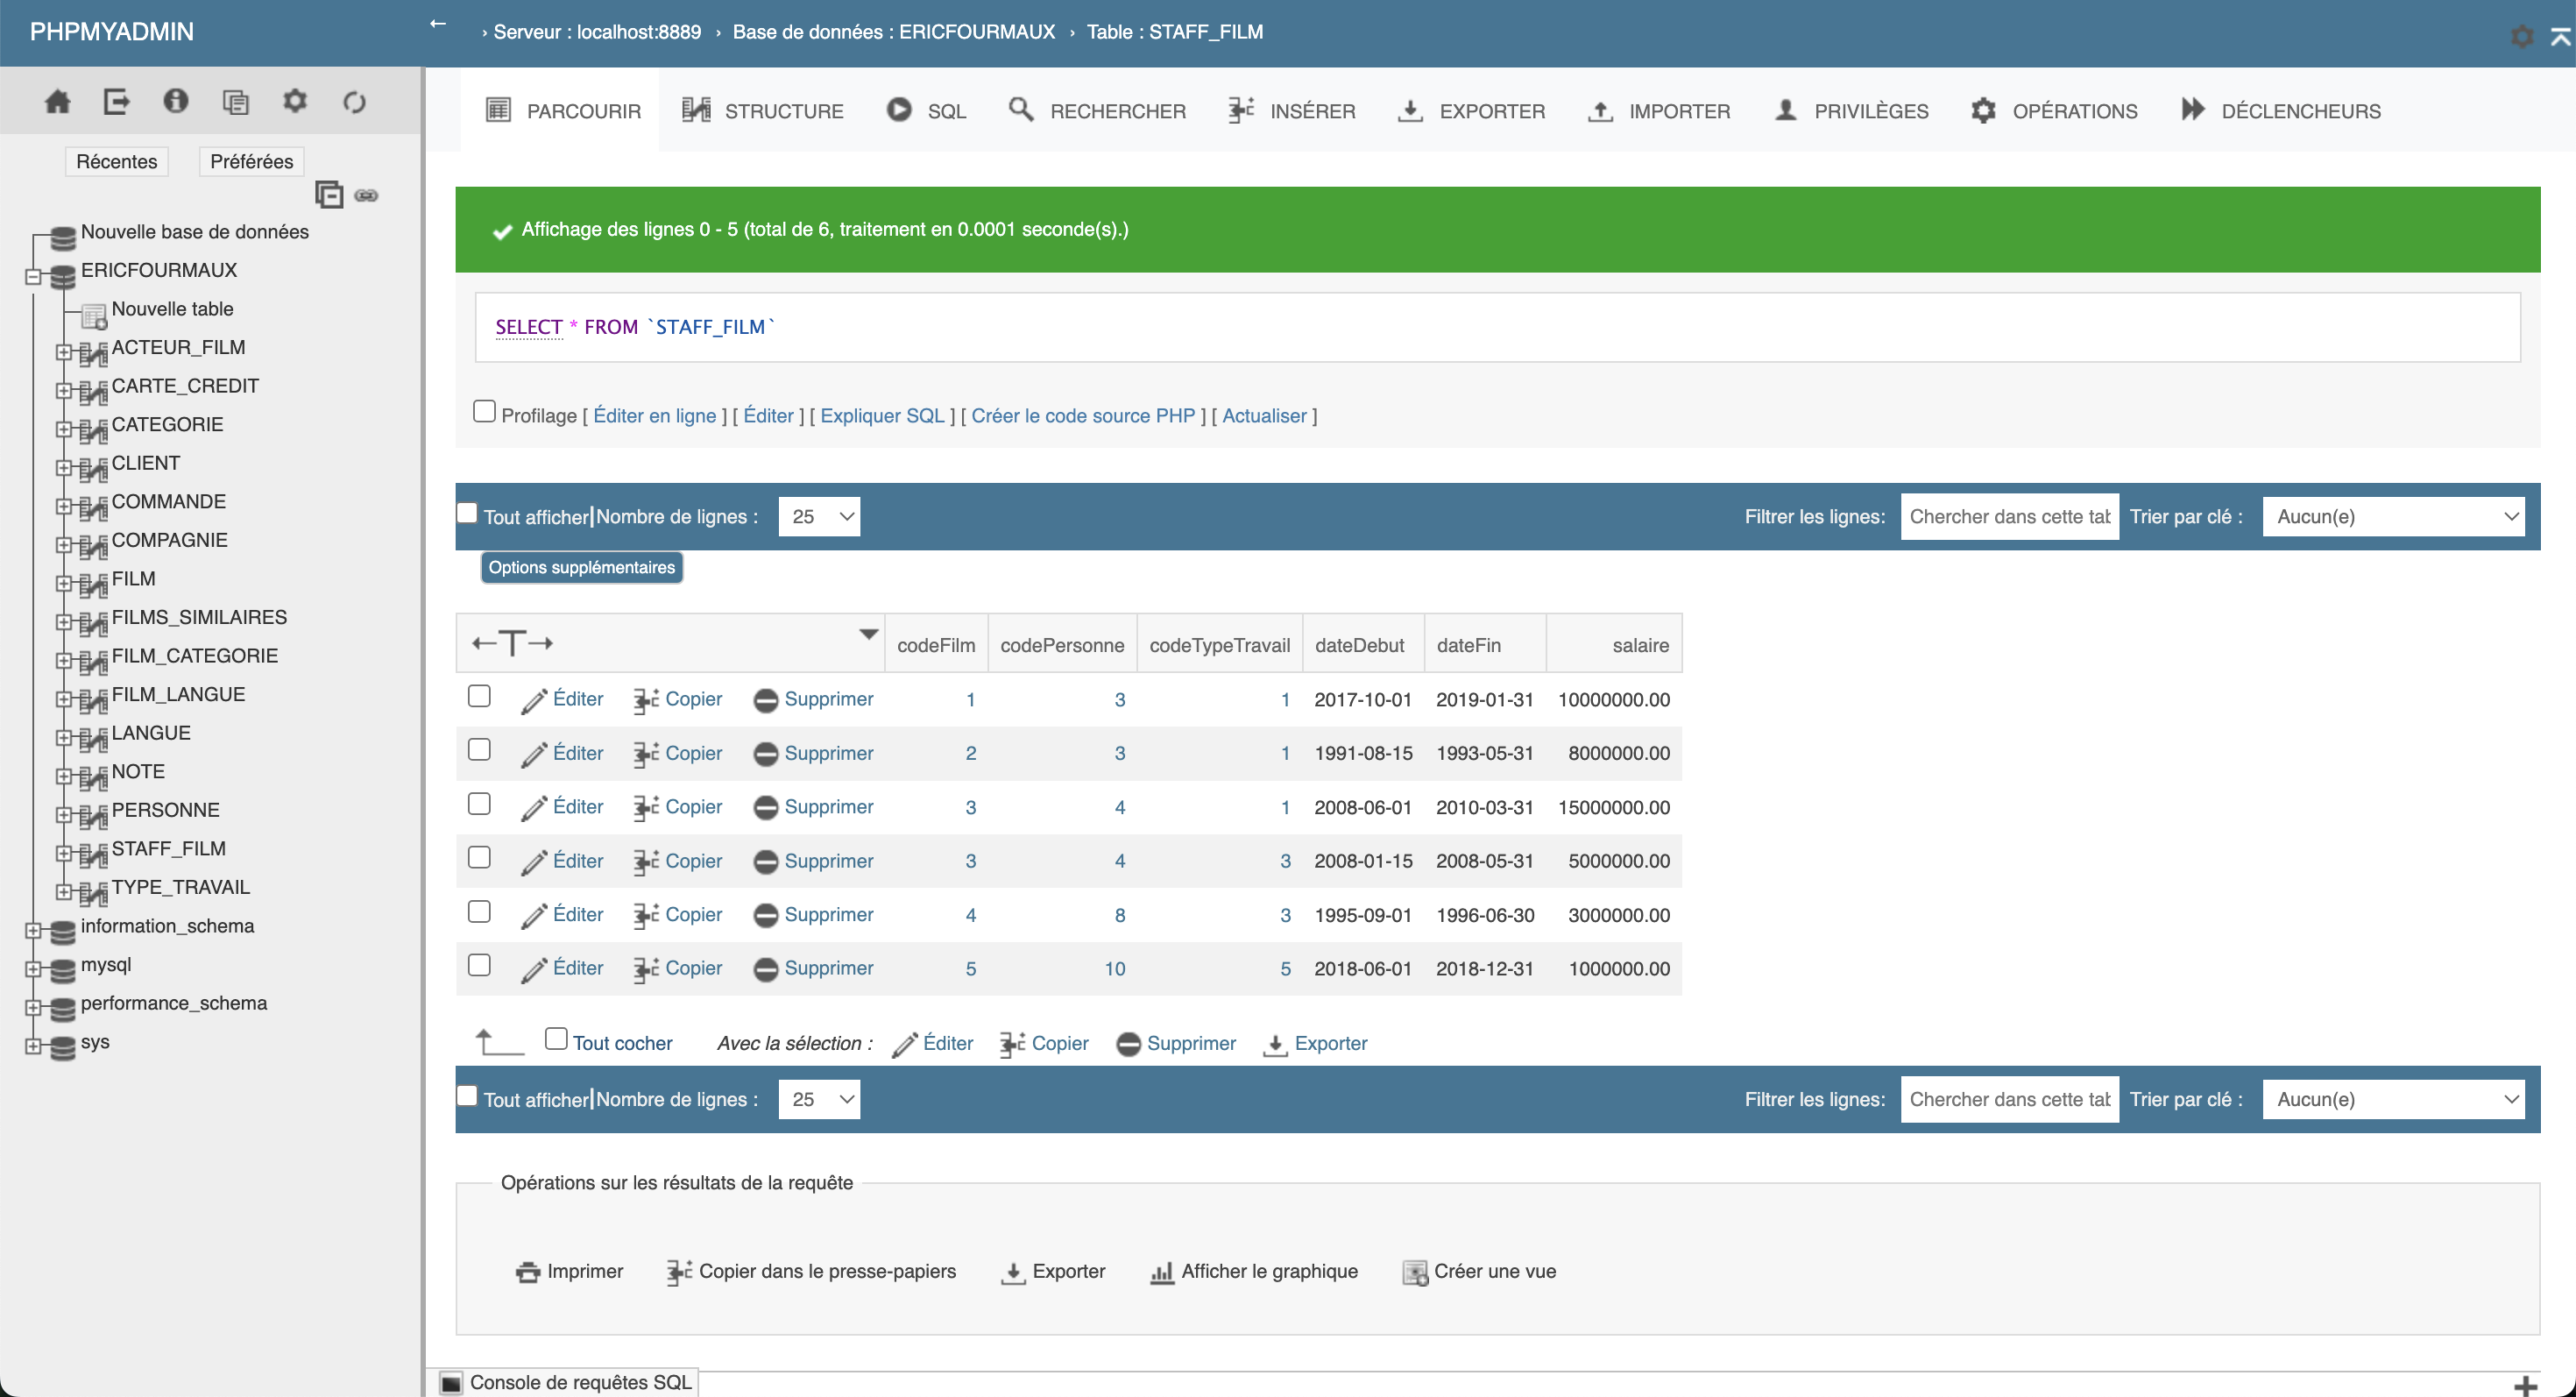 PHPMYADMIN
Récentes
Préférées
Nouvelle base de données
ERICFOURMAUX
Nouvelle table
ACTEUR_FILM
CARTE_CREDIT
CATEGORIE
CLIENT
COMMANDE
COMPAGNIE
FILM
FILMS_SIMILAIRES
FILM_CATEGORIE
FILM_LANGUE
LANGUE
NOTE
PERSONNE
STAFF_FILM
TYPE_TRAVAIL
information_schema
mysql
performance_schema
sys
› Serveur : localhost:8889 › Base de données : ERICFOURMAUX › Table : STAFF_FILM
PARCOURIR STRUCTURE SQL RECHERCHER INSÉRER EXPORTER IMPORTER PRIVILÈGES OPÉRATIONS DÉCLENCHEURS
Affichage des lignes 0 - 5 (total de 6, traitement en 0.0001 seconde(s).)
SELECT * FROM `STAFF_FILM`
Profilage [ Éditer en ligne ] [ Éditer ] [ Expliquer SQL ] [ Créer le code source PHP ] [ Actualiser ]
Tout afficher Nombre de lignes : 25 Filtrer les lignes: Chercher dans cette tab Trier par clé : Aucun(e)
Options supplémentaires
codeFilm codePersonne codeTypeTravail dateDebut dateFin salaire
Éditer Copier Supprimer 1 3 1 2017-10-01 2019-01-31 10000000.00
Éditer Copier Supprimer 2 3 1 1991-08-15 1993-05-31 8000000.00
Éditer Copier Supprimer 3 4 1 2008-06-01 2010-03-31 15000000.00
Éditer Copier Supprimer 3 4 3 2008-01-15 2008-05-31 5000000.00
Éditer Copier Supprimer 4 8 3 1995-09-01 1996-06-30 3000000.00
Éditer Copier Supprimer 5 10 5 2018-06-01 2018-12-31 1000000.00
Tout cocher Avec la sélection : Éditer Copier Supprimer Exporter
Tout afficher Nombre de lignes : 25 Filtrer les lignes: Chercher dans cette tab Trier par clé : Aucun(e)
Opérations sur les résultats de la requête
Imprimer Copier dans le presse-papiers Exporter Afficher le graphique Créer une vue
Console de requêtes SQL